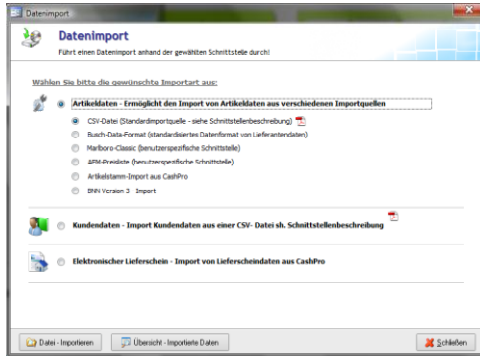 Datenimport
Datenimport
Führt einen Datenimport anhand der gewählten Schnittstelle durch!
Wählen Sie bitte die gewünschte Importart aus:
Artikeldaten - Ermöglicht den Import von Artikeldaten aus verschiedenen Importquellen
CSV-Datei (Standardimportquelle - siehe Schnittstellenbeschreibung)
Busch-Data-Format (standardisiertes Datenformat von Lieferantendaten)
Marlboro-Classic (benutzerspezifische Schnittstelle)
AFM-Preisliste (benutzerspezifische Schnittstelle)
Artikelstamm-Import aus CashPro
BNN Version 3 Import
Kundendaten - Import Kundendaten aus einer CSV- Datei sh. Schnittstellenbeschreibung
Elektronischer Lieferschein - Import von Lieferscheindaten aus CashPro
Datei - Importieren
Übersicht - Importierte Daten
Schließen